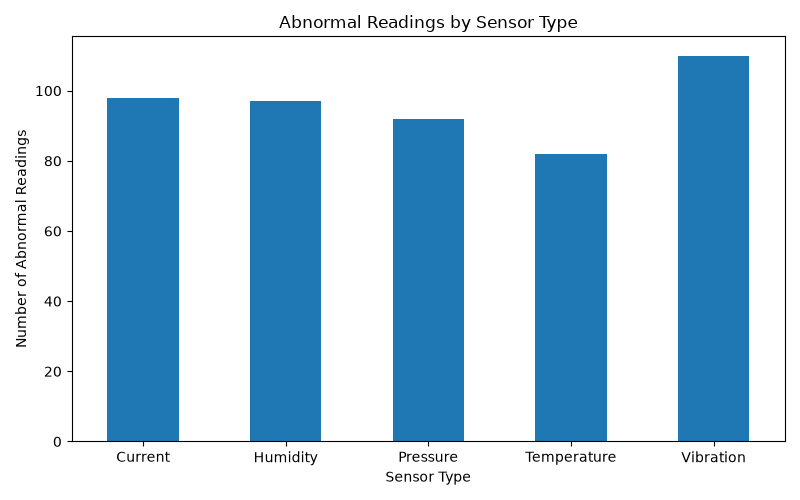 Abnormal Readings by Sensor Type
Number of Abnormal Readings
100
80
60
40
20
0
Current Humidity Pressure Temperature Vibration
Sensor Type